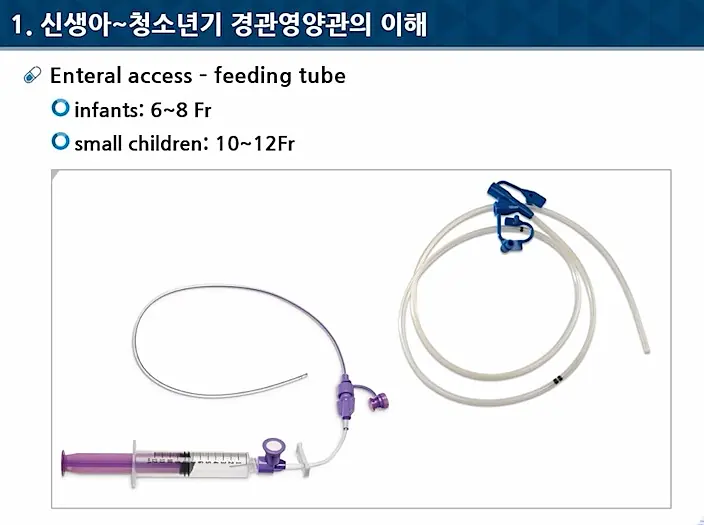 1. 신생아~청소년기 경관영양관의 이해
Enteral access - feeding tube
infants: 6~8 Fr
small children: 10~12Fr